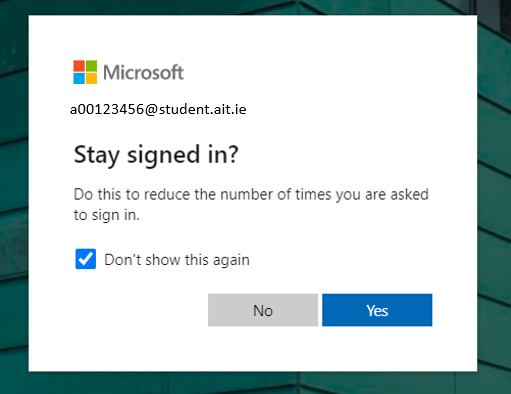 Microsoft
a00123456@student.ait.ie
Stay signed in?
Do this to reduce the number of times you are asked
to sign in.
Don't show this again
No Yes